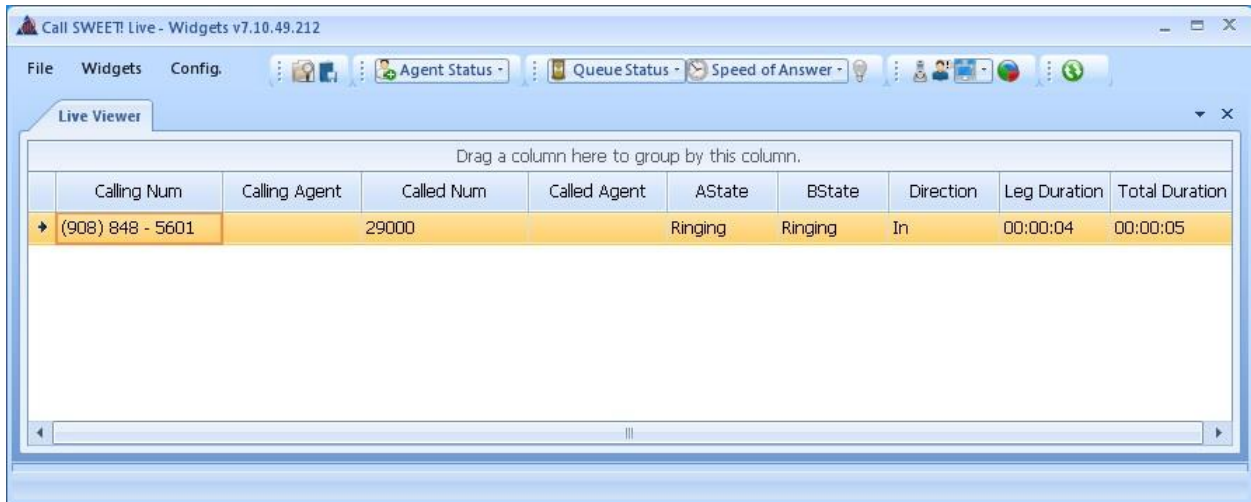 Call SWEET! Live - Widgets v7.10.49.212
File Widgets Config. Agent Status Queue Status Speed of Answer
Live Viewer
Drag a column here to group by this column.
Calling Num Calling Agent Called Num Called Agent AState BState Direction Leg Duration Total Duration
(908) 848 - 5601 29000 Ringing Ringing In 00:00:04 00:00:05